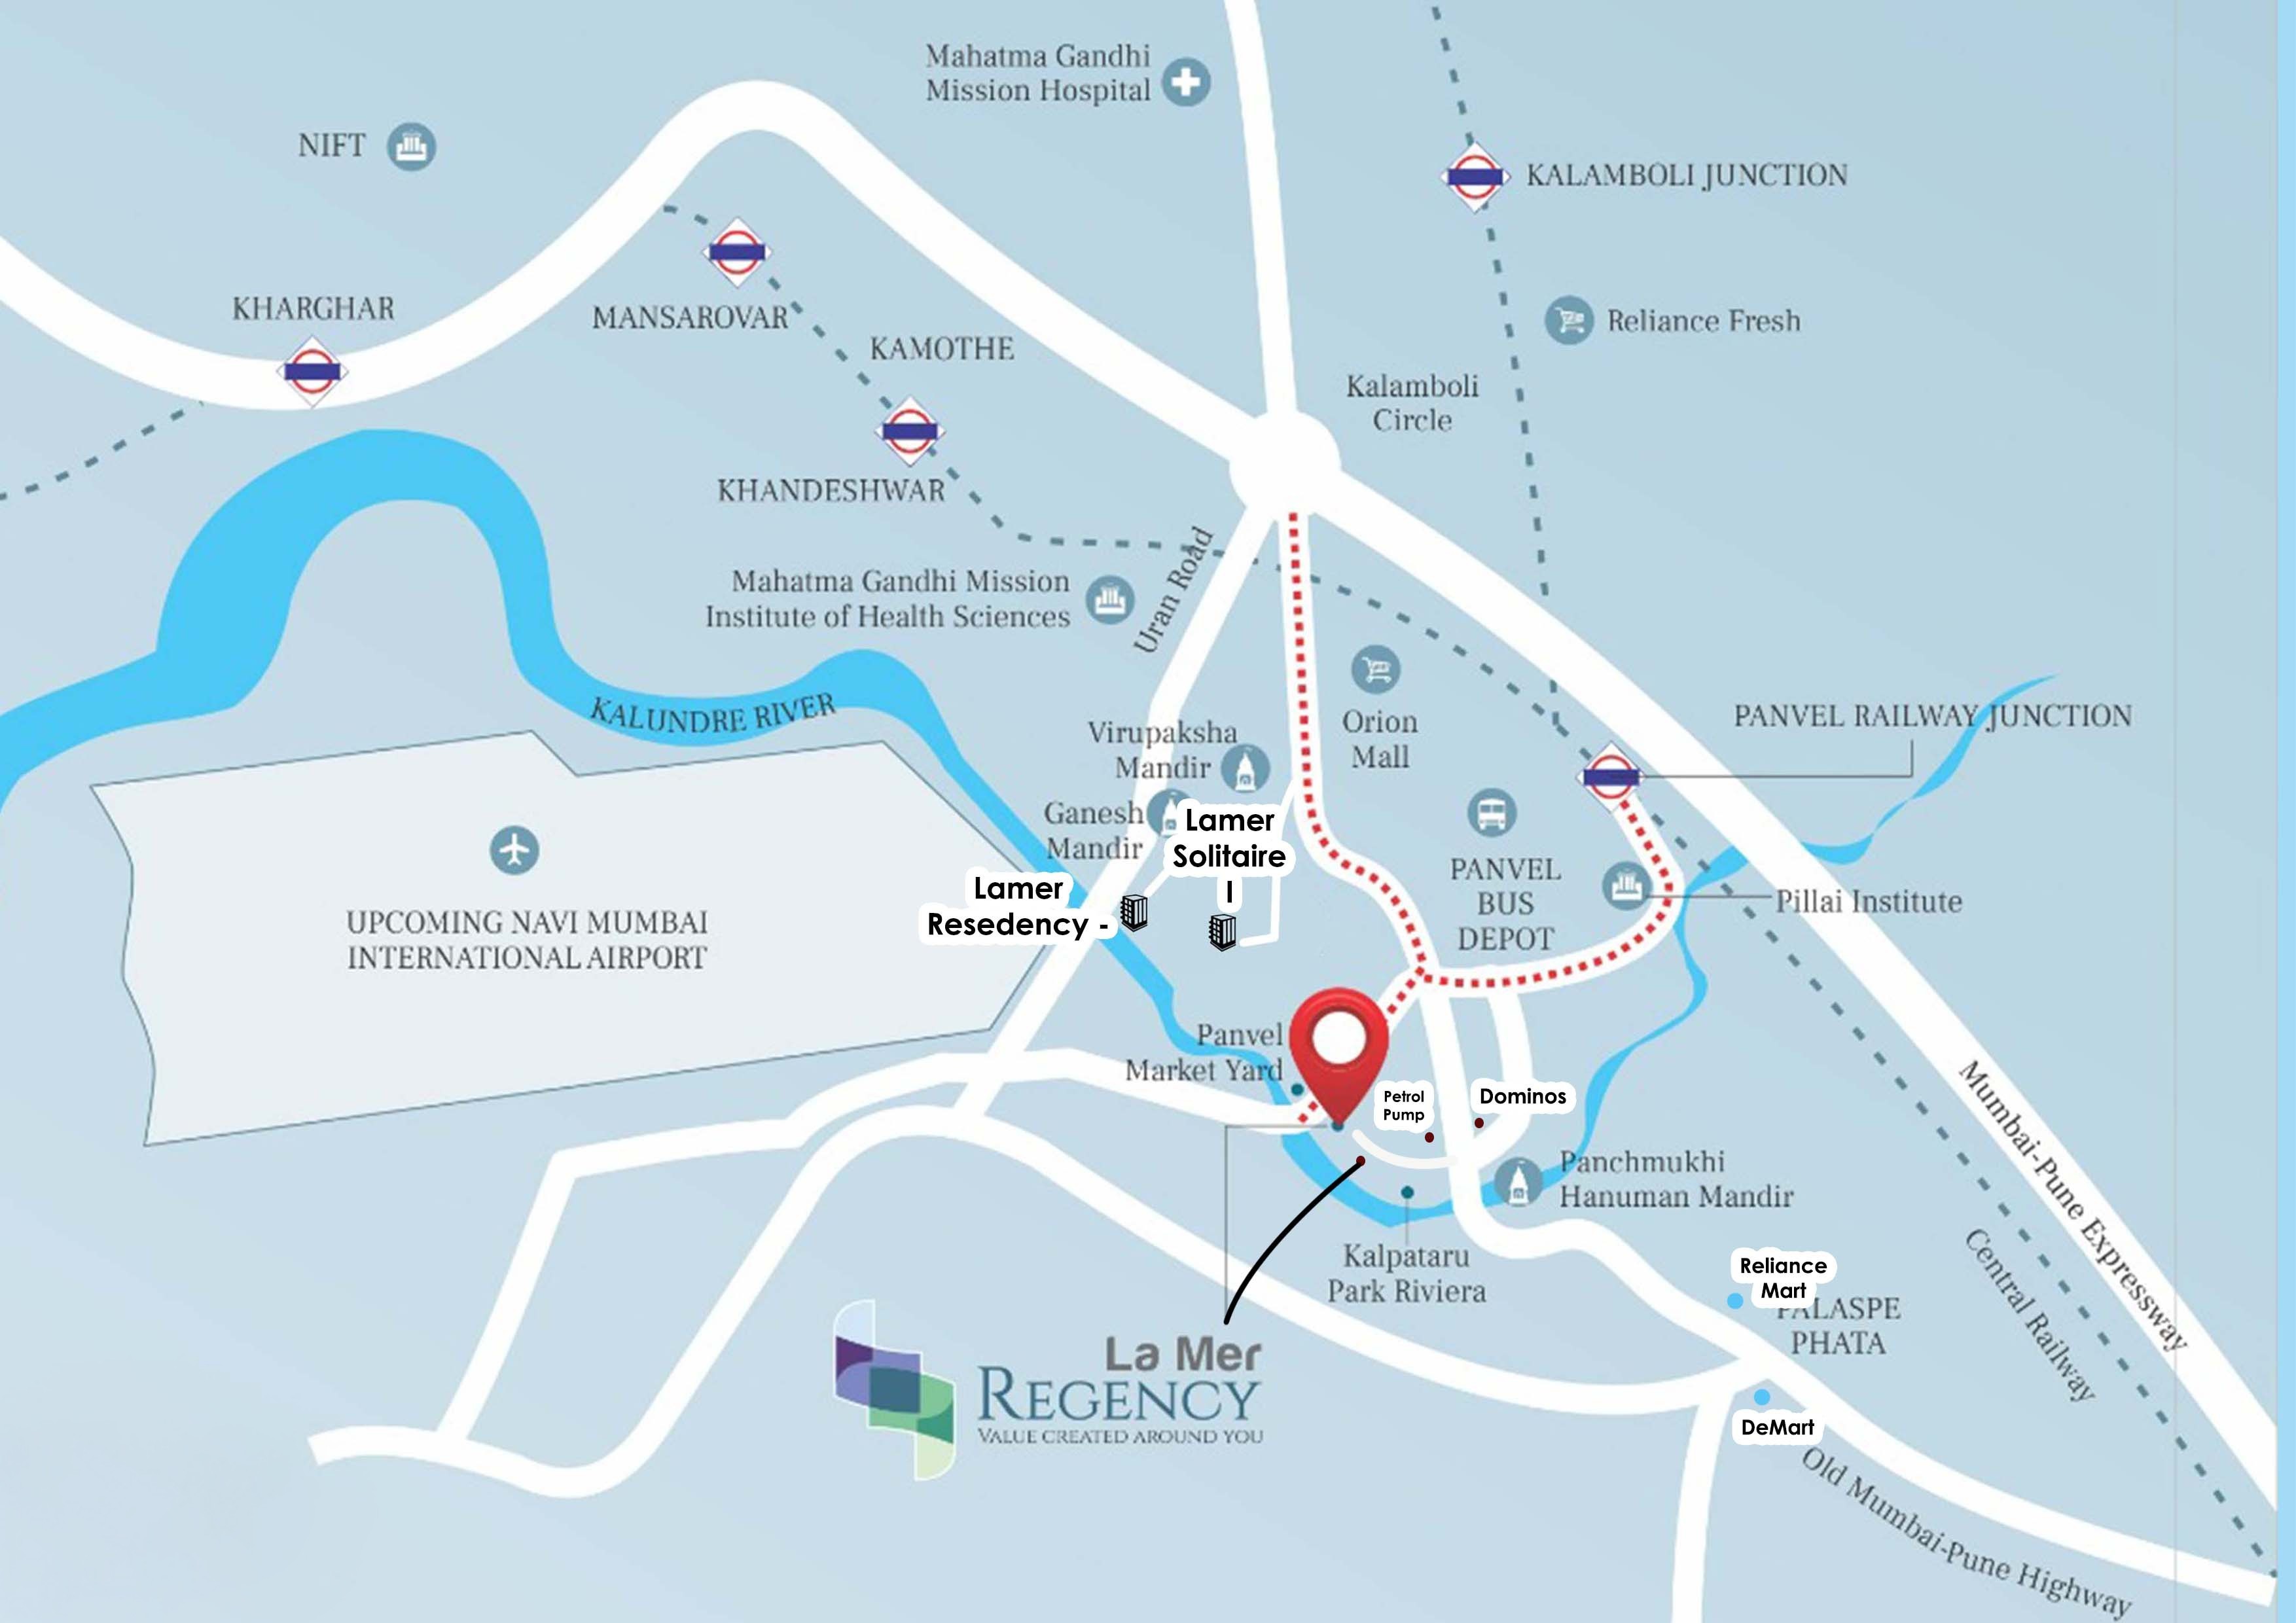 Mahatma Gandhi
Mission Hospital
NIFT
KALAMBOLI JUNCTION
KHARGHAR
MANSAROVAR
KAMOTHE
Reliance Fresh
Kalamboli
Circle
KHANDESHWAR
Uran Road
Mahatma Gandhi Mission
Institute of Health Sciences
KALUNDRE RIVER
Orion
Mall
PANVEL RAILWAY JUNCTION
Virupaksha
Mandir
Ganesh
Mandir
Lamer
Solitaire
I
Lamer
Resedency -
PANVEL
BUS
DEPOT
Pillai Institute
UPCOMING NAVI MUMBAI
INTERNATIONAL AIRPORT
Panvel
Market Yard
Petrol
Pump
Dominos
Panchmukhi
Hanuman Mandir
Mumbai-Pune Expressway
Central Railway
Kalpataru
Park Riviera
Reliance
Mart
PALASPE
PHATA
La Mer
REGENCY
VALUE CREATED AROUND YOU
DeMart
Old Mumbai-Pune Highway